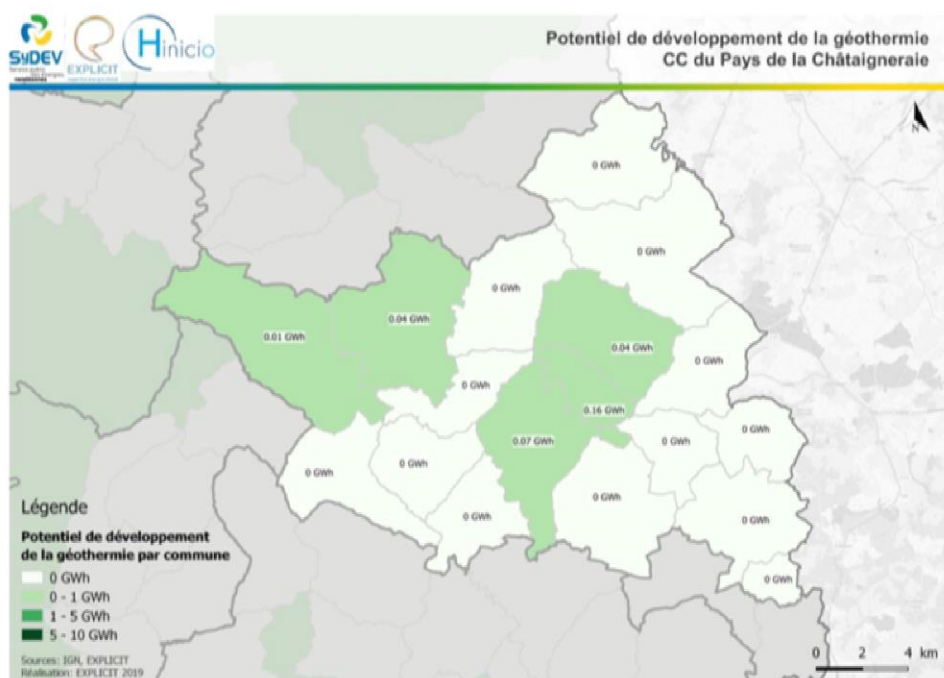 SyDEV
EXPLICIT
Hinicio
Potentiel de développement de la géothermie
CC du Pays de la Châtaigneraie
N
0 GWh
0 GWh
0 GWh
0.04 GWh
0.01 GWh
0.04 GWh
0 GWh
0 GWh
0.16 GWh
0 GWh
0.07 GWh
0 GWh
0 GWh
0 GWh
0 GWh
0 GWh
0 GWh
0 GWh
Légende
Potentiel de développement
de la géothermie par commune
0 GWh
0 - 1 GWh
1 - 5 GWh
5 - 10 GWh
Sources: IGN, EXPLICIT
Réalisation: EXPLICIT 2019
0 2 4 km